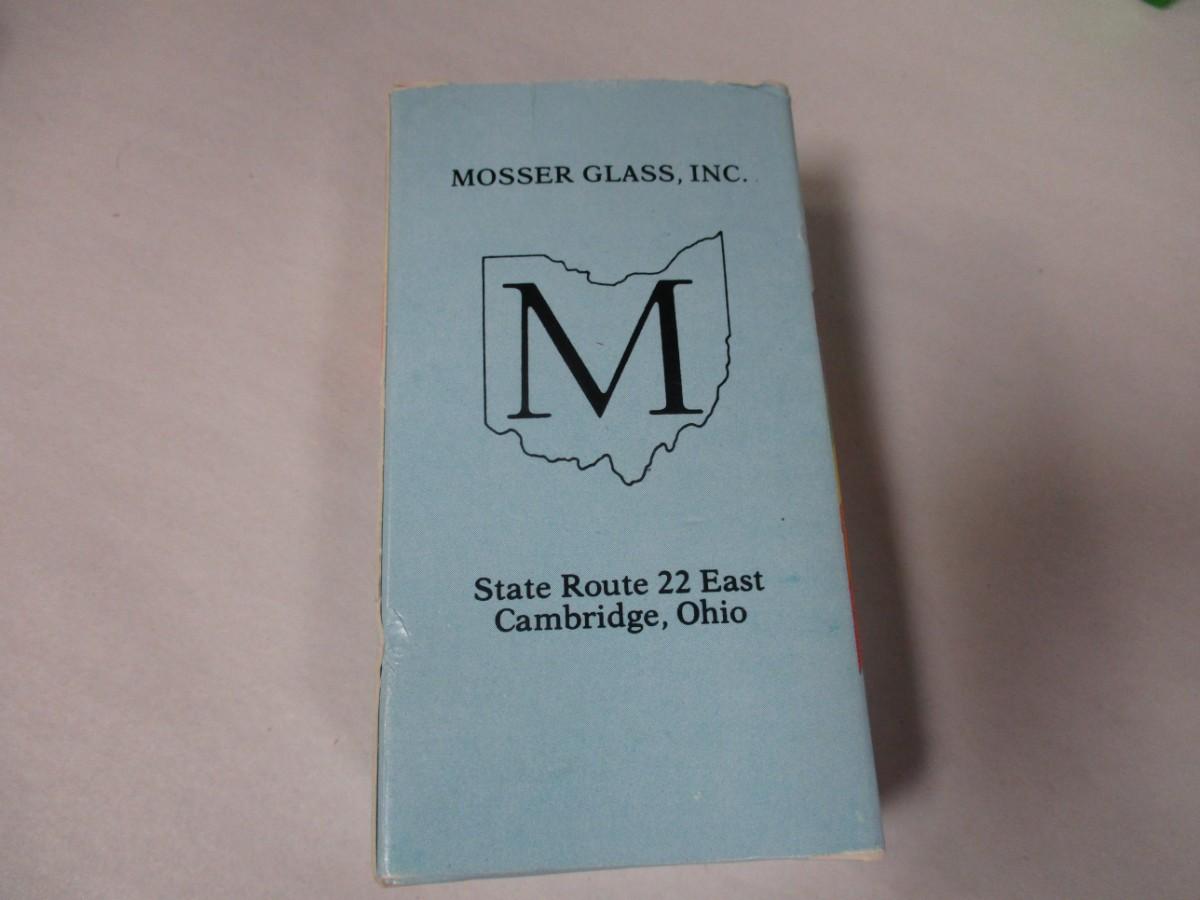 MOSSER GLASS, INC.
M
State Route 22 East
Cambridge, Ohio